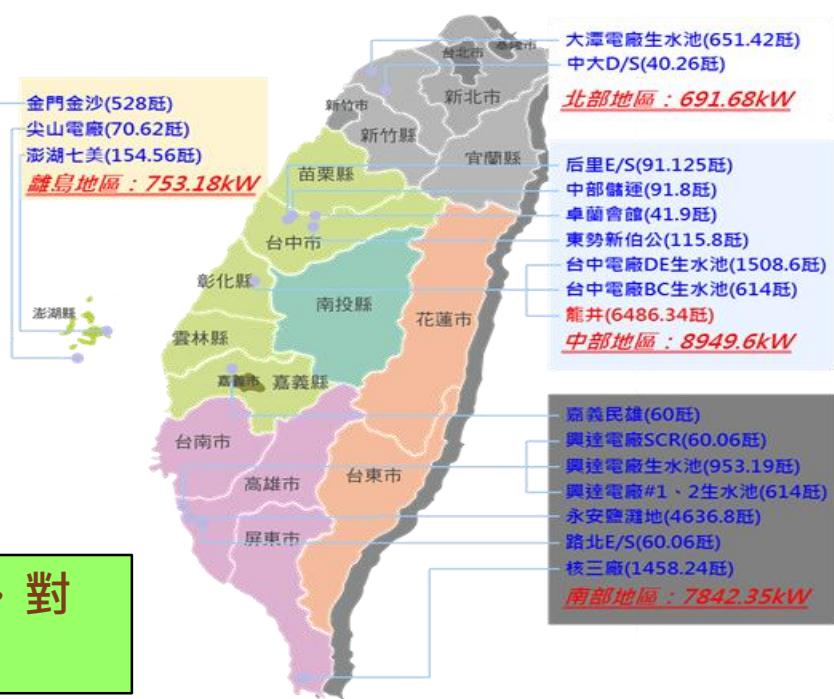 大潭電廠生水池(651.42瓩)
中大D/S(40.26瓩)
北部地區：691.68kW
金門金沙(528瓩)
尖山電廠(70.62瓩)
澎湖七美(154.56瓩)
離島地區：753.18kW
后里E/S(91.125瓩)
中部儲運(91.8瓩)
卓蘭會館(41.9瓩)
東勢新伯公(115.8瓩)
台中電廠DE生水池(1508.6瓩)
台中電廠BC生水池(614瓩)
龍井(6486.34瓩)
中部地區：8949.6kW
嘉義民雄(60瓩)
興達電廠SCR(60.06瓩)
興達電廠生水池(953.19瓩)
興達電廠#1、2生水池(614瓩)
永安鹽灘地(4636.8瓩)
路北E/S(60.06瓩)
核三廠(1458.24瓩)
南部地區：7842.35kW
基隆市
台北市
新北市
新竹市
新竹縣
宜蘭縣
苗栗縣
台中市
彰化縣
南投縣
花蓮市
澎湖縣
雲林縣
嘉義市
嘉義縣
台南市
高雄市
台東市
屏東市
對